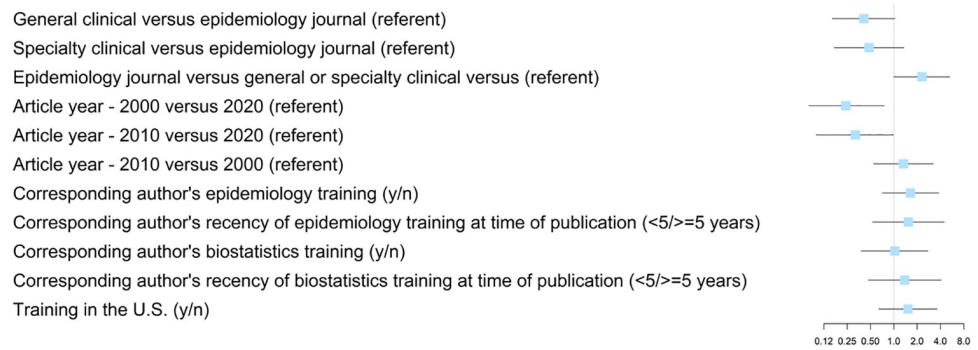 General clinical versus epidemiology journal (referent)
Specialty clinical versus epidemiology journal (referent)
Epidemiology journal versus general or specialty clinical versus (referent)
Article year - 2000 versus 2020 (referent)
Article year - 2010 versus 2020 (referent)
Article year - 2010 versus 2000 (referent)
Corresponding author's epidemiology training (y/n)
Corresponding author's recency of epidemiology training at time of publication (<5/>=5 years)
Corresponding author's biostatistics training (y/n)
Corresponding author's recency of biostatistics training at time of publication (<5/>=5 years)
Training in the U.S. (y/n)
0.12 0.25 0.50 1.0 2.0 4.0 8.0